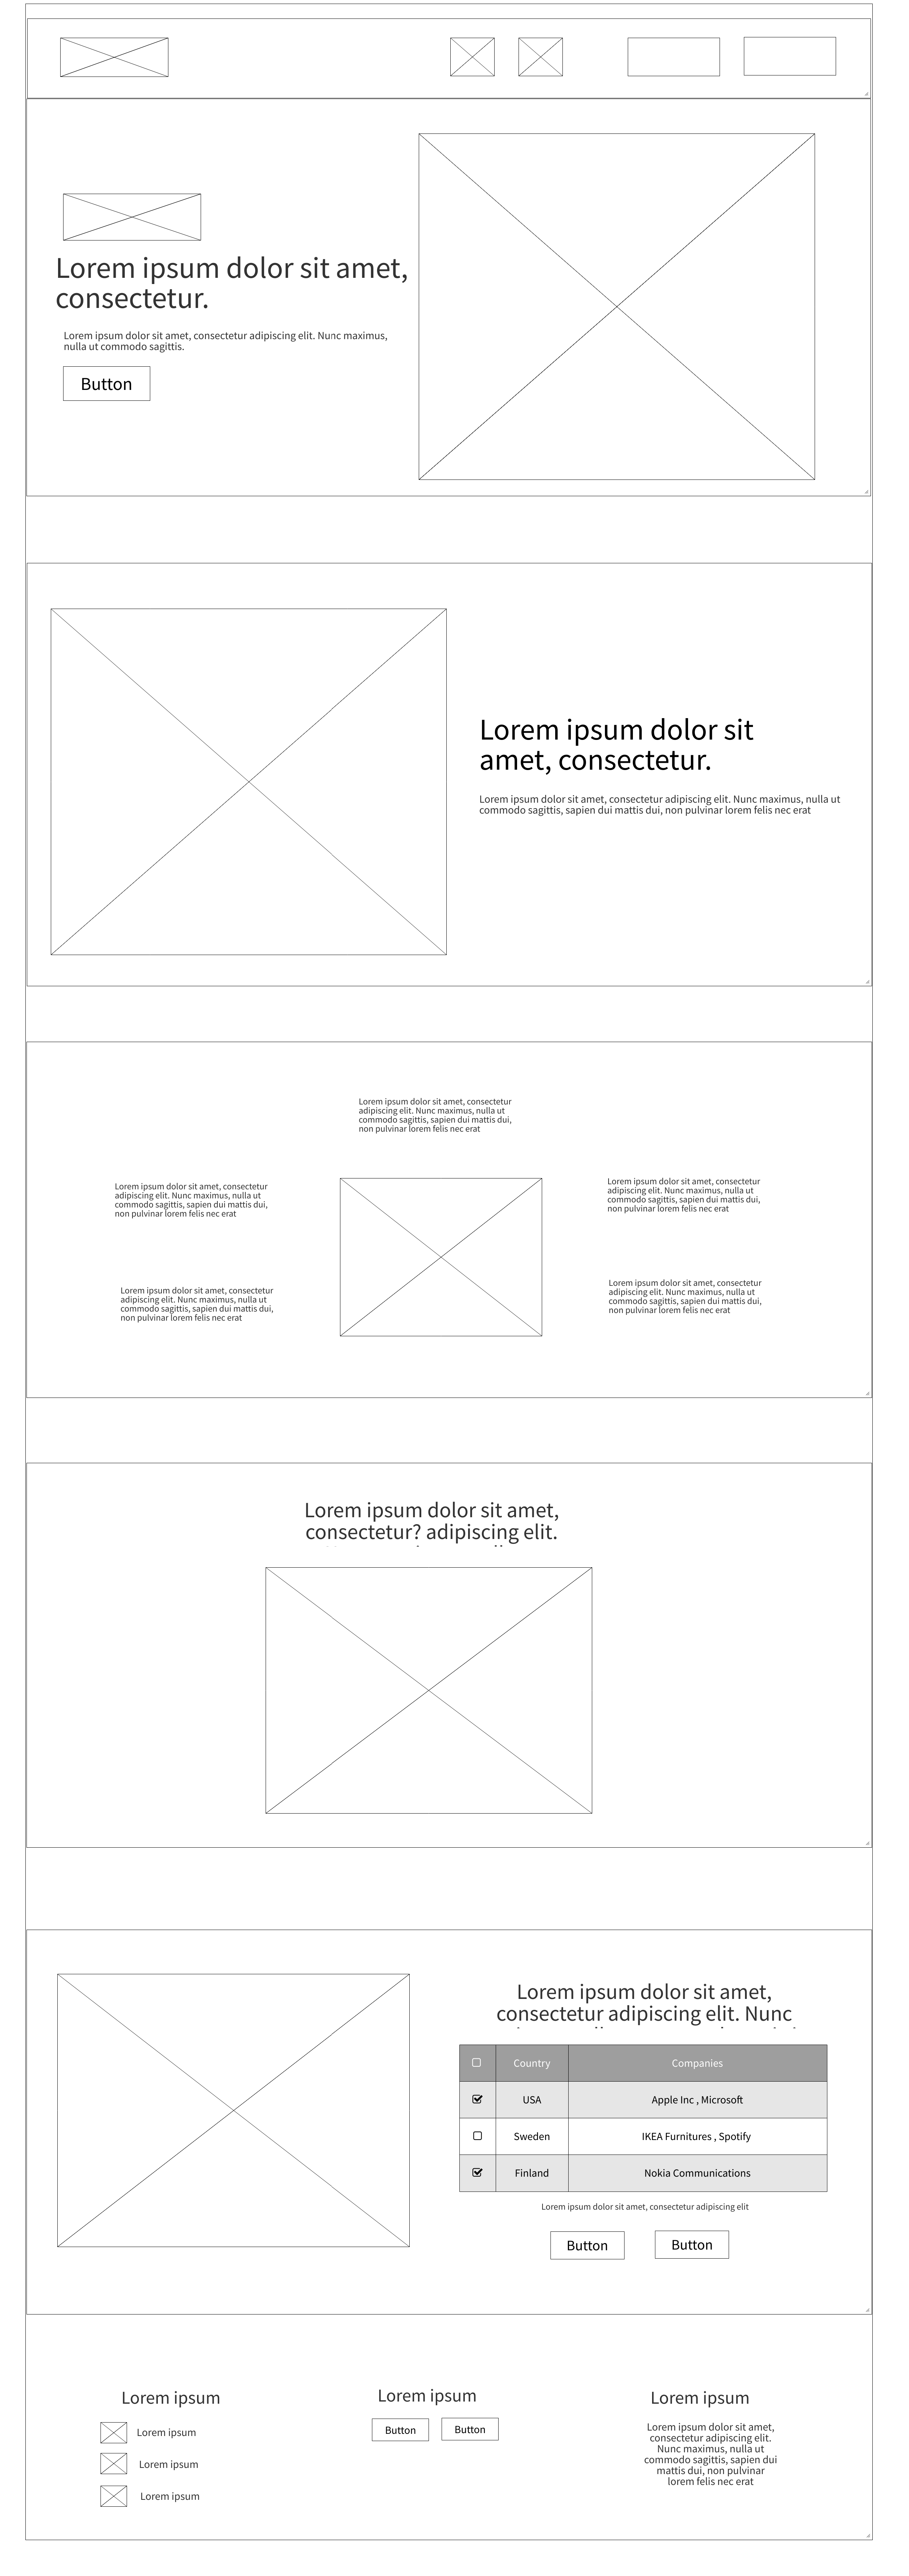 Lorem ipsum dolor sit amet,
consectetur.
Lorem ipsum dolor sit amet, consectetur adipiscing elit. Nunc maximus,
nulla ut commodo sagittis.
Button
Lorem ipsum dolor sit
amet, consectetur.
Lorem ipsum dolor sit amet, consectetur adipiscing elit. Nunc maximus, nulla ut
commodo sagittis, sapien dui mattis dui, non pulvinar lorem felis nec erat
Lorem ipsum dolor sit amet, consectetur
adipiscing elit. Nunc maximus, nulla ut
commodo sagittis, sapien dui mattis dui,
non pulvinar lorem felis nec erat
Lorem ipsum dolor sit amet, consectetur
adipiscing elit. Nunc maximus, nulla ut
commodo sagittis, sapien dui mattis dui,
non pulvinar lorem felis nec erat
Lorem ipsum dolor sit amet, consectetur
adipiscing elit. Nunc maximus, nulla ut
commodo sagittis, sapien dui mattis dui,
non pulvinar lorem felis nec erat
Lorem ipsum dolor sit amet, consectetur
adipiscing elit. Nunc maximus, nulla ut
commodo sagittis, sapien dui mattis dui,
non pulvinar lorem felis nec erat
Lorem ipsum dolor sit amet, consectetur
adipiscing elit. Nunc maximus, nulla ut
commodo sagittis, sapien dui mattis dui,
non pulvinar lorem felis nec erat
Lorem ipsum dolor sit amet,
consectetur? adipiscing elit.
Lorem ipsum dolor sit amet,
consectetur adipiscing elit. Nunc
Country Companies
USA Apple Inc , Microsoft
Sweden IKEA Furnitures , Spotify
Finland Nokia Communications
Lorem ipsum dolor sit amet, consectetur adipiscing elit
Button Button
Lorem ipsum
Lorem ipsum
Lorem ipsum
Lorem ipsum
Lorem ipsum
Button Button
Lorem ipsum
Lorem ipsum dolor sit amet,
consectetur adipiscing elit.
Nunc maximus, nulla ut
commodo sagittis, sapien dui
mattis dui, non pulvinar
lorem felis nec erat